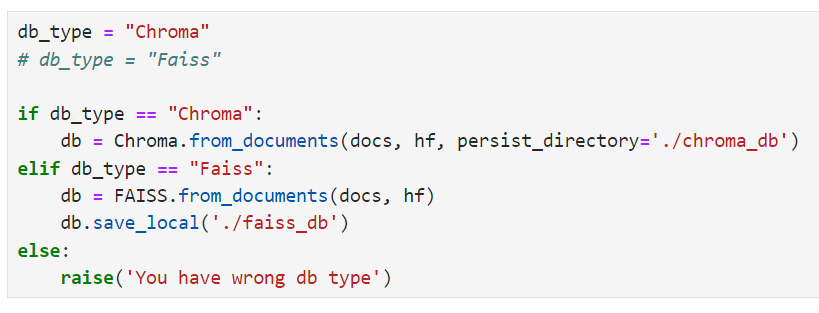 db_type = "Chroma"
# db_type = "Faiss"

if db_type == "Chroma":
    db = Chroma.from_documents(docs, hf, persist_directory='./chroma_db')
elif db_type == "Faiss":
    db = FAISS.from_documents(docs, hf)
    db.save_local('./faiss_db')
else:
    raise('You have wrong db type')